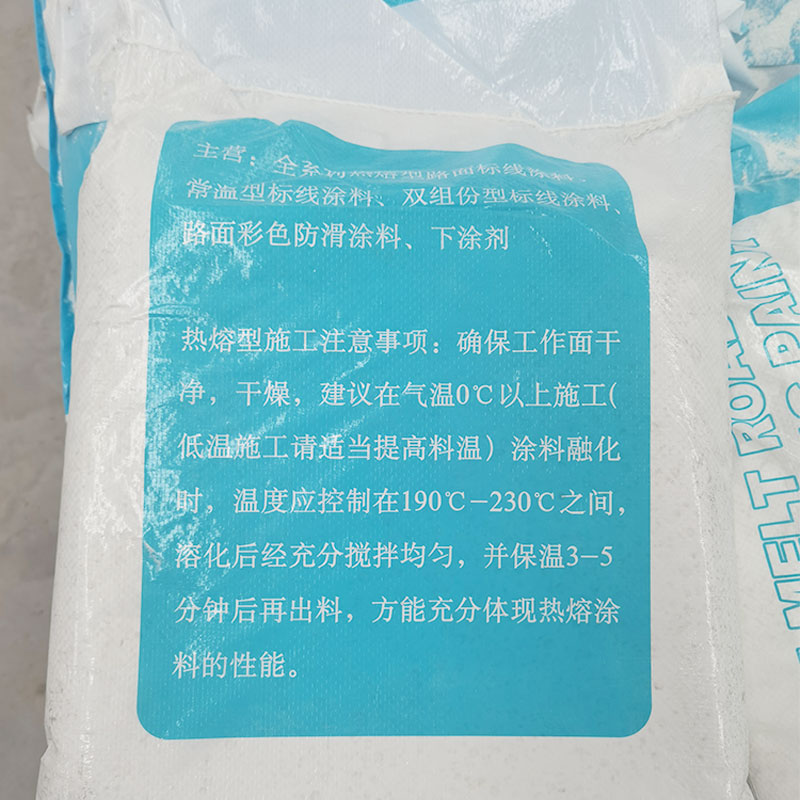 主营：全系列热熔型路面标线涂料、
常温型标线涂料、双组份型标线涂料、
路面彩色防滑涂料、下涂剂
热熔型施工注意事项：确保工作面干
净，干燥，建议在气温0℃以上施工(
低温施工请适当提高料温）涂料融化
时，温度应控制在190℃-230℃之间，
溶化后经充分搅拌均匀，并保温3-5
分钟后再出料，方能充分体现热熔涂
料的性能。
MELT ROA
PAIN